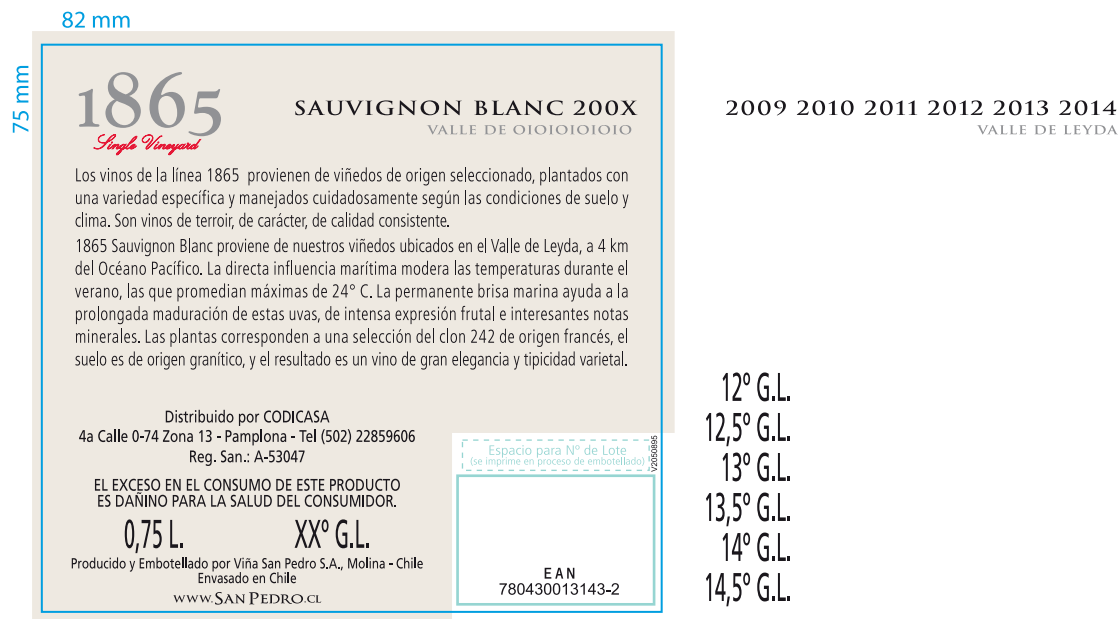 82 mm
75 mm
1865
Single Vineyard
SAUVIGNON BLANC 200X
VALLE DE OIOIOIOIOIO
2009 2010 2011 2012 2013 2014
VALLE DE LEYDA
Los vinos de la línea 1865 provienen de viñedos de origen seleccionado, plantados con
una variedad específica y manejados cuidadosamente según las condiciones de suelo y
clima. Son vinos de terroir, de carácter, de calidad consistente.
1865 Sauvignon Blanc proviene de nuestros viñedos ubicados en el Valle de Leyda, a 4 km
del Océano Pacífico. La directa influencia marítima modera las temperaturas durante el
verano, las que promedian máximas de 24° C. La permanente brisa marina ayuda a la
prolongada maduración de estas uvas, de intensa expresión frutal e interesantes notas
minerales. Las plantas corresponden a una selección del clon 242 de origen francés, el
suelo es de origen granítico, y el resultado es un vino de gran elegancia y tipicidad varietal.
Distribuido por CODICASA
4a Calle 0-74 Zona 13 - Pamplona - Tel (502) 22859606
Reg. San.: A-53047
EL EXCESO EN EL CONSUMO DE ESTE PRODUCTO
ES DAÑINO PARA LA SALUD DEL CONSUMIDOR.
0,75 L. XXº G.L.
Producido y Embotellado por Viña San Pedro S.A., Molina - Chile
Envasado en Chile
WWW.SAN PEDRO.CL
Espacio para Nº de Lote
(se imprime en proceso de embotellado)
V2050895
EAN
780430013143-2
12º G.L.
12,5º G.L.
13º G.L.
13,5º G.L.
14º G.L.
14,5º G.L.